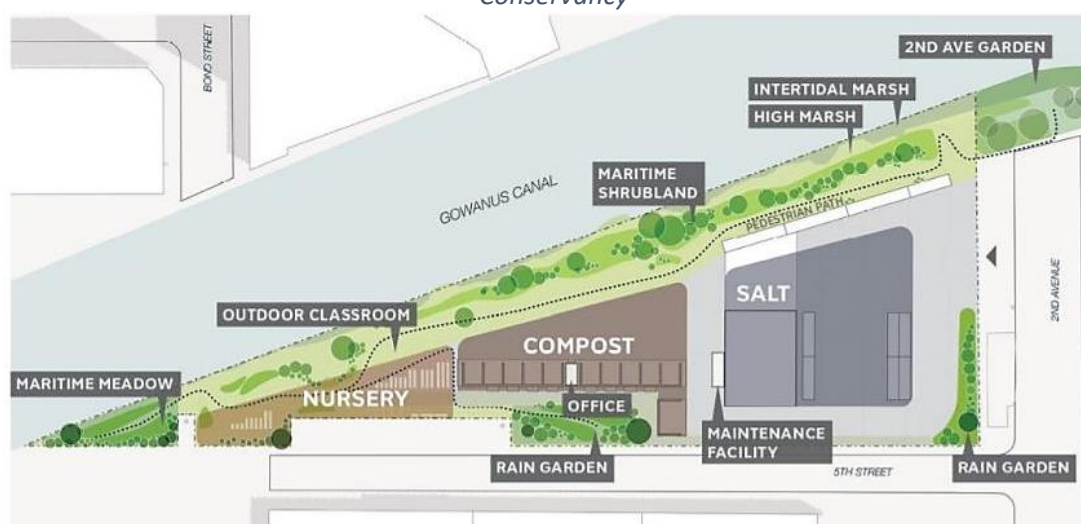 Conservancy
BOND STREET
2ND AVE GARDEN
INTERTIDAL MARSH
HIGH MARSH
MARITIME
SHRUBLAND
GOWANUS CANAL
PEDESTRIAN PATH
SALT
2ND AVENUE
OUTDOOR CLASSROOM
COMPOST
MARITIME MEADOW
NURSERY
OFFICE
MAINTENANCE
FACILITY
RAIN GARDEN
5TH STREET
RAIN GARDEN